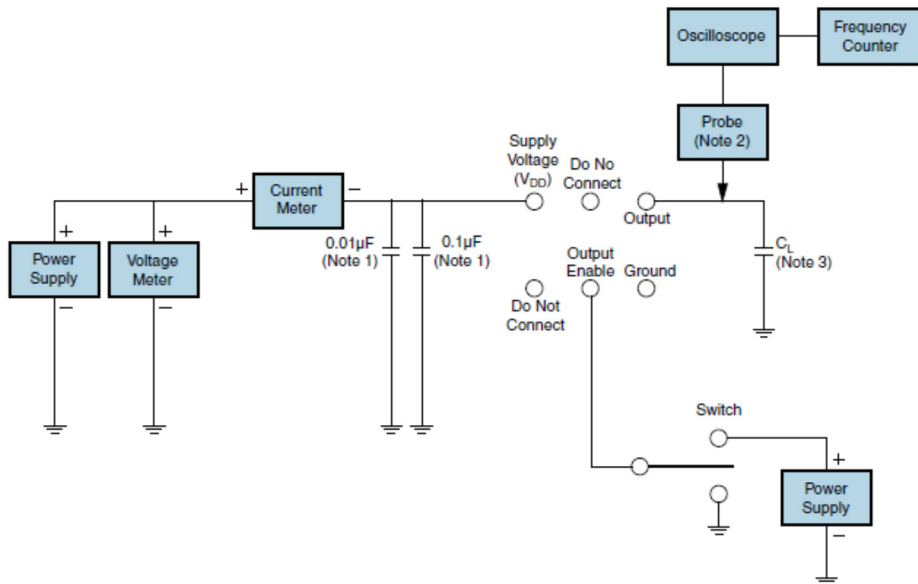 Oscilloscope
Frequency
Counter
Probe
(Note 2)
Supply
Voltage
(VDD)
Do No
Connect
Output
+
Current
Meter
−
0.01µF
(Note 1)
0.1µF
(Note 1)
CL
(Note 3)
+
Power
Supply
−
+
Voltage
Meter
−
Output
Enable
Ground
Do Not
Connect
Switch
+
Power
Supply
−